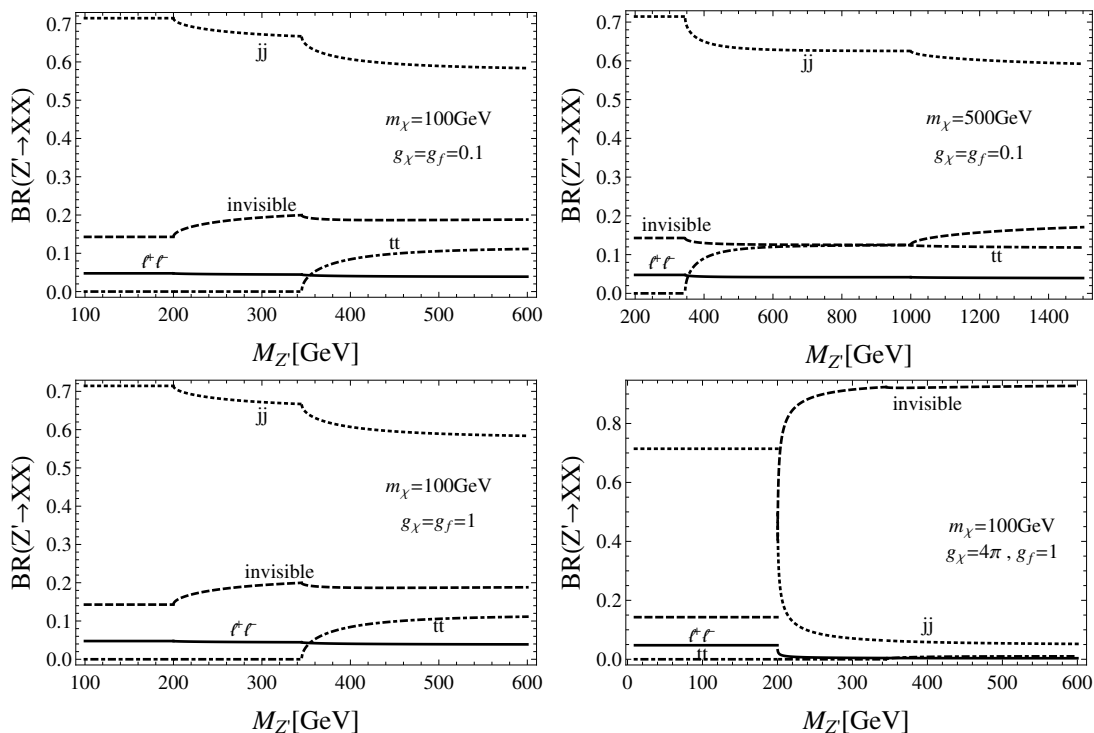 BR(Z'→XX)
0.7
0.6
0.5
0.4
0.3
0.2
0.1
0.0
jj
m_χ=100GeV
g_χ=g_f=0.1
invisible
tt
ℓ⁺ℓ⁻
100 200 300 400 500 600
M_Z'[GeV]
BR(Z'→XX)
0.7
0.6
0.5
0.4
0.3
0.2
0.1
0.0
jj
m_χ=500GeV
g_χ=g_f=0.1
invisible
ℓ⁺ℓ⁻
tt
200 400 600 800 1000 1200 1400
M_Z'[GeV]
BR(Z'→XX)
0.7
0.6
0.5
0.4
0.3
0.2
0.1
0.0
jj
m_χ=100GeV
g_χ=g_f=1
invisible
ℓ⁺ℓ⁻
tt
100 200 300 400 500 600
M_Z'[GeV]
BR(Z'→XX)
0.8
0.6
0.4
0.2
0.0
invisible
m_χ=100GeV
g_χ=4π , g_f=1
jj
ℓ⁺ℓ⁻
tt
0 100 200 300 400 500 600
M_Z'[GeV]